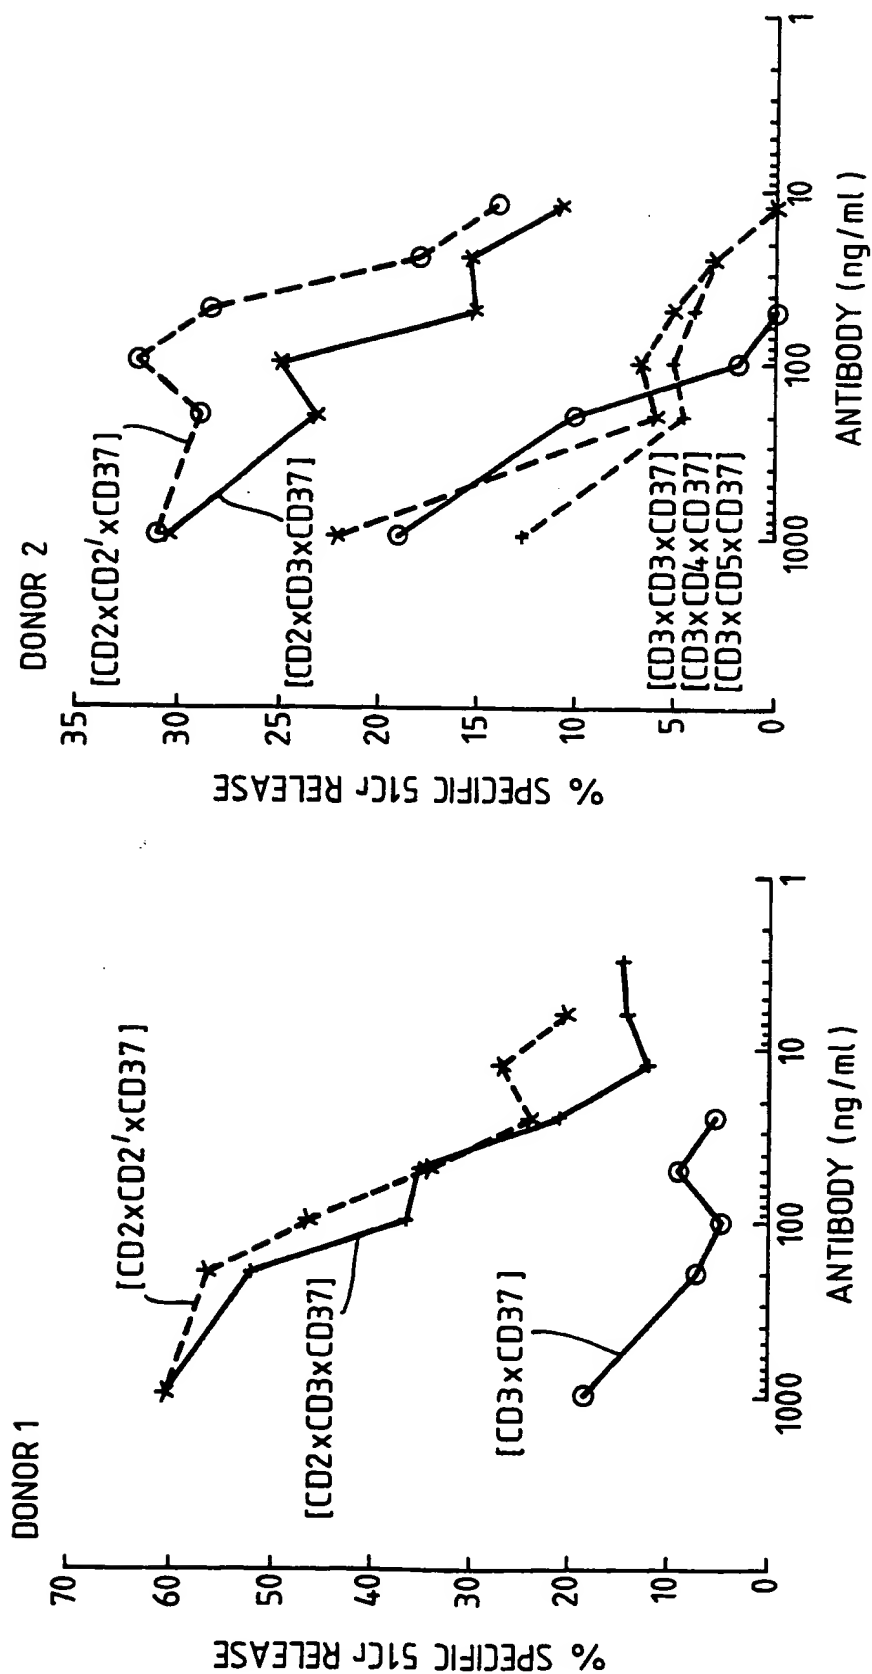 DONOR 1
% SPECIFIC 51Cr RELEASE
70
60
50
40
30
20
10
0
[CD2xCD2'xCD37]
[CD2xCD3xCD37]
[CD3xCD37]
1000
100
10
1
ANTIBODY (ng/ml)
DONOR 2
% SPECIFIC 51Cr RELEASE
35
30
25
20
15
10
5
0
[CD2xCD2'xCD37]
[CD2xCD3xCD37]
[CD3xCD3xCD37]
[CD3xCD4xCD37]
[CD3xCD5xCD37]
1000
100
10
1
ANTIBODY (ng/ml)